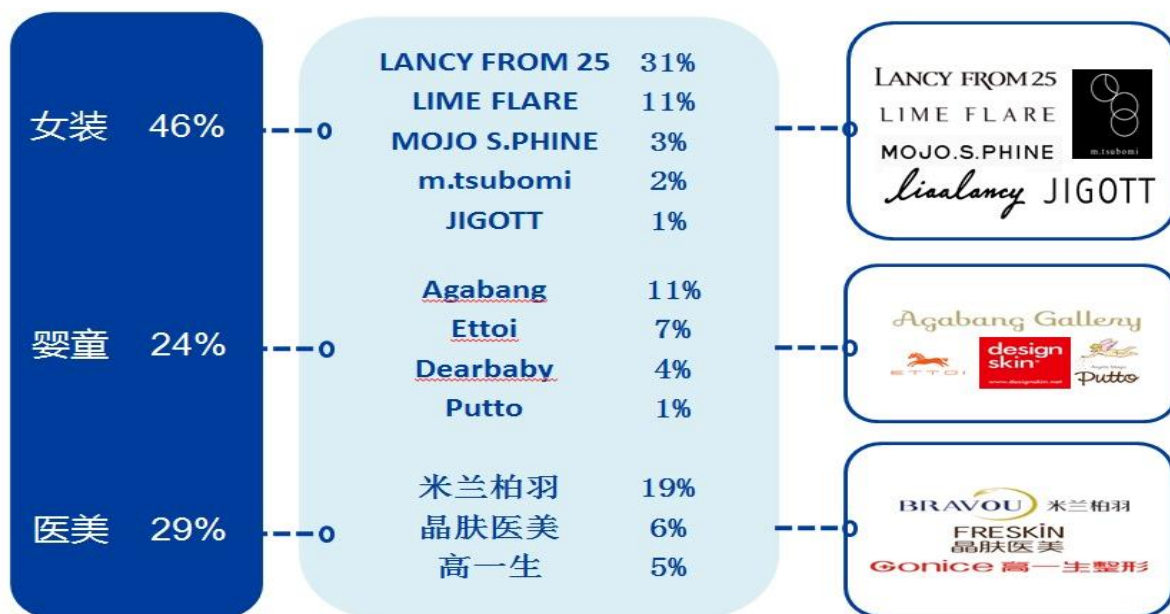 女装 46%
LANCY FROM 25 31%
LIME FLARE 11%
MOJO S.PHINE 3%
m.tsubomi 2%
JIGOTT 1%
LANCY FROM 25
LIME FLARE
MOJO.S.PHINE
m.tsubomi
liaalancy JIGOTT
婴童 24%
Agabang 11%
Ettoi 7%
Dearbaby 4%
Putto 1%
Agabang Gallery
ETTOI
design
skin
www.designskin.net
Putto
医美 29%
米兰柏羽 19%
晶肤医美 6%
高一生 5%
BRAVOU 米兰柏羽
FRESKIN
晶肤医美
Gonice 高一生整形